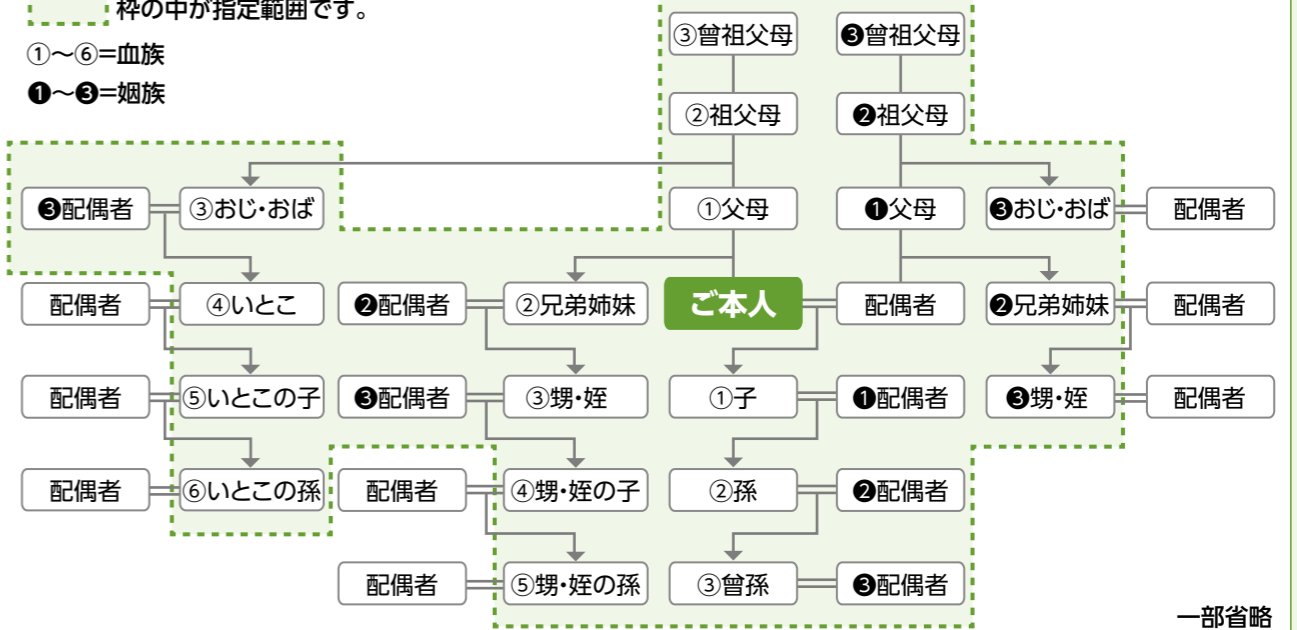 枠の中が指定範囲です。
①〜⑥=血族
❶〜❸=姻族
③曾祖父母
❸曾祖父母
②祖父母
❷祖父母
❸配偶者
③おじ・おば
①父母
❶父母
❸おじ・おば
配偶者
配偶者
④いとこ
❷配偶者
②兄弟姉妹
ご本人
配偶者
❷兄弟姉妹
配偶者
配偶者
⑤いとこの子
❸配偶者
③甥・姪
①子
❶配偶者
❸甥・姪
配偶者
配偶者
⑥いとこの孫
配偶者
④甥・姪の子
②孫
❷配偶者
配偶者
⑤甥・姪の孫
③曾孫
❸配偶者
一部省略